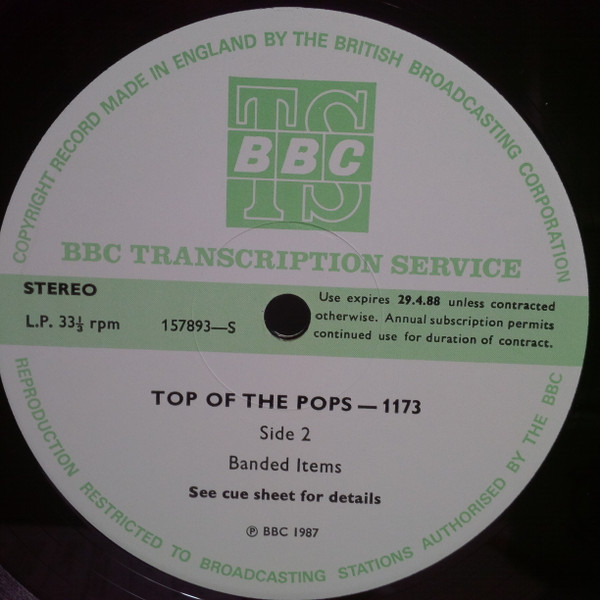 COPYRIGHT RECORD MADE IN ENGLAND BY THE BRITISH BROADCASTING CORPORATION
TS
BBC
BBC TRANSCRIPTION SERVICE
STEREO
L.P. 33⅓ rpm
157893—S
Use expires 29.4.88 unless contracted
otherwise. Annual subscription permits
continued use for duration of contract.
TOP OF THE POPS — 1173
Side 2
Banded Items
See cue sheet for details
℗ BBC 1987
REPRODUCTION RESTRICTED TO BROADCASTING STATIONS AUTHORISED BY THE BBC